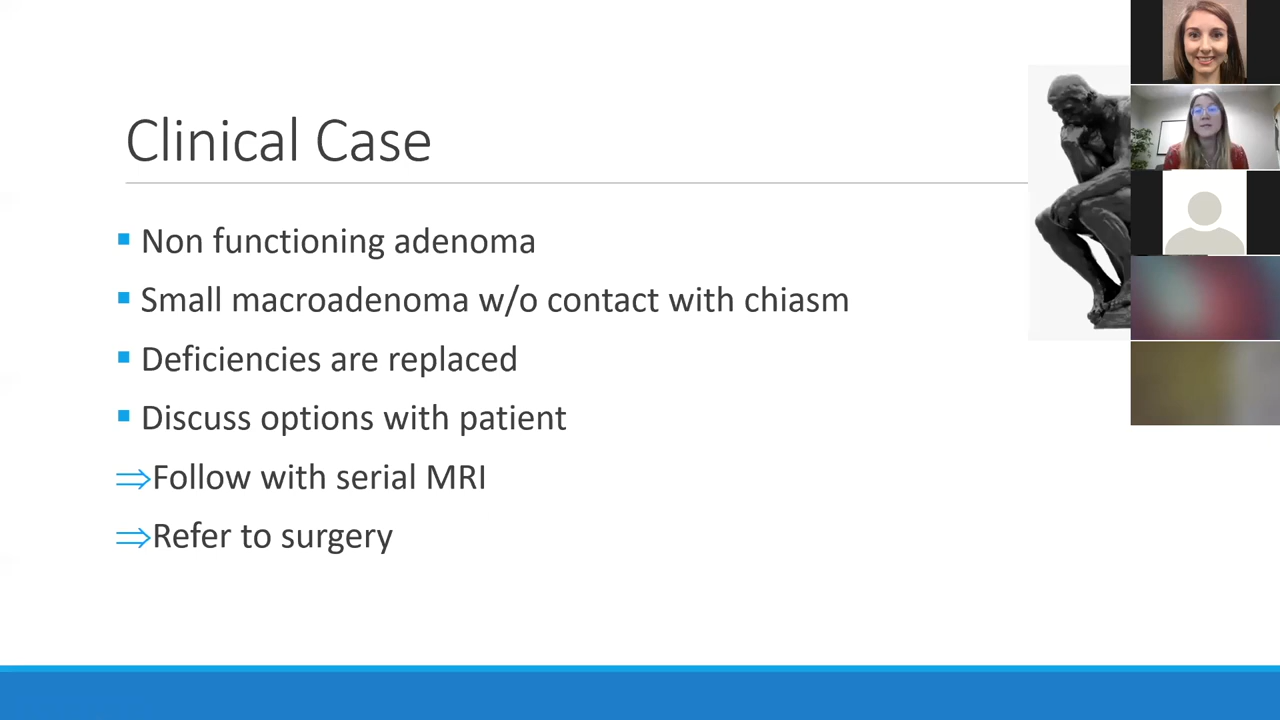 Clinical Case
Non functioning adenoma
Small macroadenoma w/o contact with chiasm
Deficiencies are replaced
Discuss options with patient
⇒Follow with serial MRI
⇒Refer to surgery